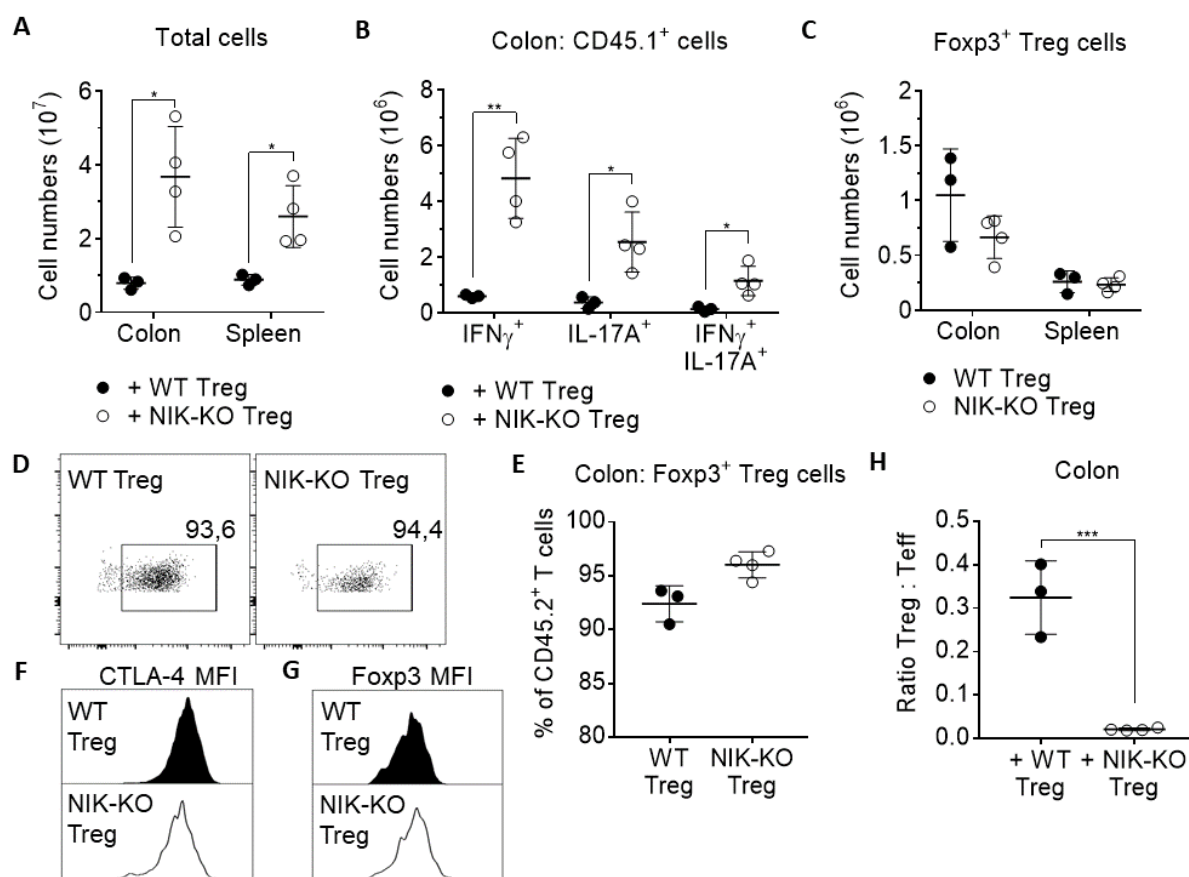 A
Total cells
Cell numbers (10⁷)
6
4
2
0
*
*
Colon
Spleen
+ WT Treg
+ NIK-KO Treg
B
Colon: CD45.1⁺ cells
Cell numbers (10⁶)
8
6
4
2
0
**
*
*
IFNγ⁺
IL-17A⁺
IFNγ⁺
IL-17A⁺
+ WT Treg
+ NIK-KO Treg
C
Foxp3⁺ Treg cells
Cell numbers (10⁶)
2
1.5
1
0.5
0
Colon
Spleen
WT Treg
NIK-KO Treg
D
WT Treg
93,6
NIK-KO Treg
94,4
E
Colon: Foxp3⁺ Treg cells
% of CD45.2⁺ T cells
100
95
90
85
80
WT
Treg
NIK-KO
Treg
F
CTLA-4 MFI
WT
Treg
NIK-KO
Treg
G
Foxp3 MFI
WT
Treg
NIK-KO
Treg
H
Colon
Ratio Treg : Teff
0.5
0.4
0.3
0.2
0.1
0.0
***
+ WT
Treg
+ NIK-KO
Treg